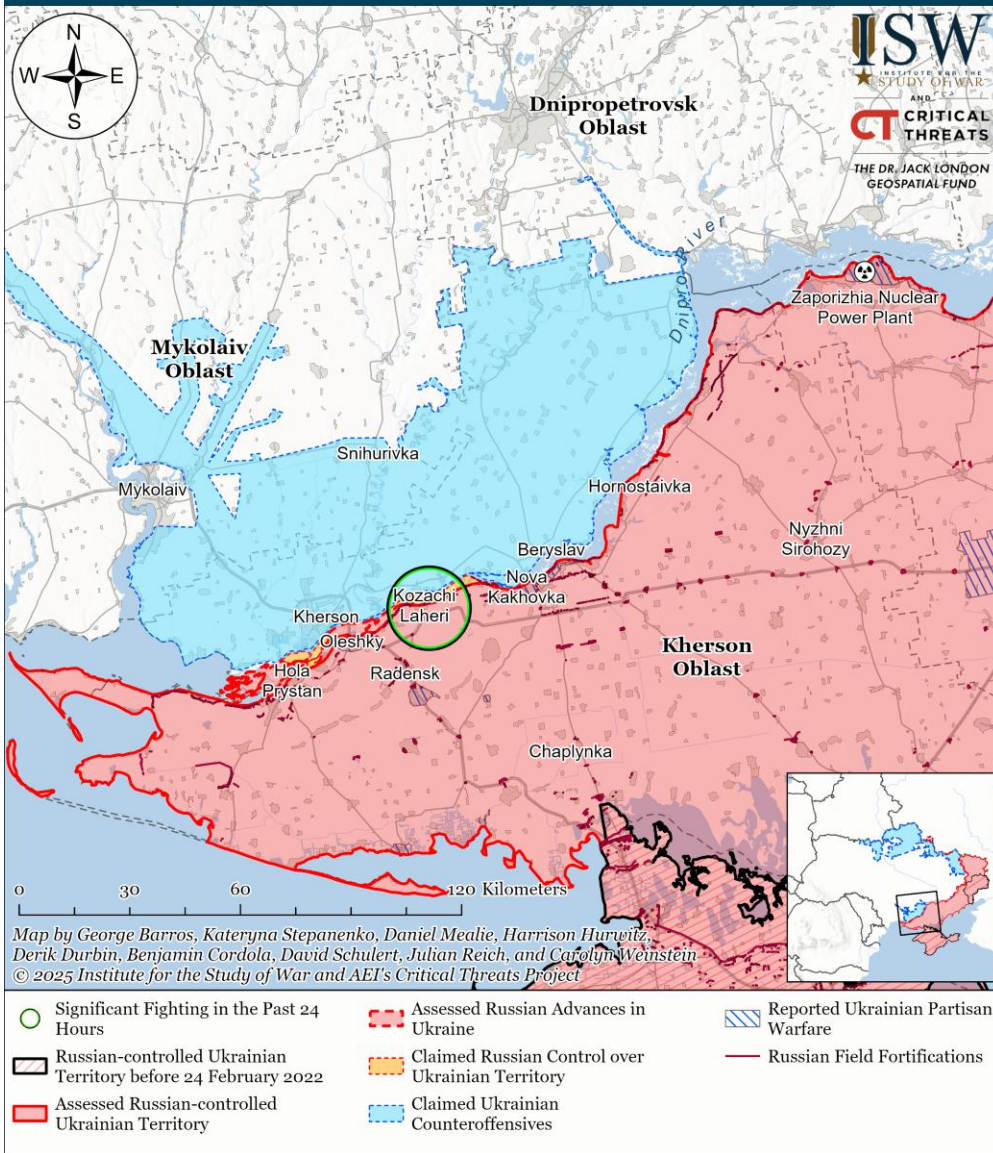 N
W E
S
ISW
INSTITUTE FOR THE
STUDY OF WAR
AND
CT CRITICAL
THREATS
THE DR. JACK LONDON
GEOSPATIAL FUND
Dnipropetrovsk
Oblast
Dnipro River
Zaporizhia Nuclear
Power Plant
Mykolaiv
Oblast
Snihurivka
Mykolaiv
Hornostaivka
Nyzhni
Sirohozy
Beryslav
Nova
Kakhovka
Kozachi
Laheri
Kherson
Oleshky
Kherson
Oblast
Hola
Prystan
Radensk
Chaplynka
0 30 60 120 Kilometers
Map by George Barros, Kateryna Stepanenko, Daniel Mealie, Harrison Hurwitz,
Derik Durbin, Benjamin Cordola, David Schulert, Julian Reich, and Carolyn Weinstein
© 2025 Institute for the Study of War and AEI's Critical Threats Project
Significant Fighting in the Past 24
Hours
Russian-controlled Ukrainian
Territory before 24 February 2022
Assessed Russian-controlled
Ukrainian Territory
Assessed Russian Advances in
Ukraine
Claimed Russian Control over
Ukrainian Territory
Claimed Ukrainian
Counteroffensives
Reported Ukrainian Partisan
Warfare
Russian Field Fortifications